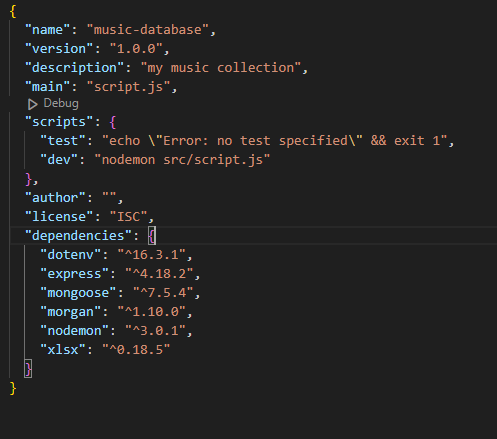 {
  "name": "music-database",
  "version": "1.0.0",
  "description": "my music collection",
  "main": "script.js",
  Debug
  "scripts": {
    "test": "echo \"Error: no test specified\" && exit 1",
    "dev": "nodemon src/script.js"
  },
  "author": "",
  "license": "ISC",
  "dependencies": {
    "dotenv": "^16.3.1",
    "express": "^4.18.2",
    "mongoose": "^7.5.4",
    "morgan": "^1.10.0",
    "nodemon": "^3.0.1",
    "xlsx": "^0.18.5"
  }
}